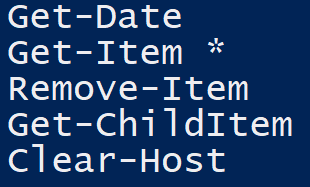 Get-Date
Get-Item *
Remove-Item
Get-ChildItem
Clear-Host